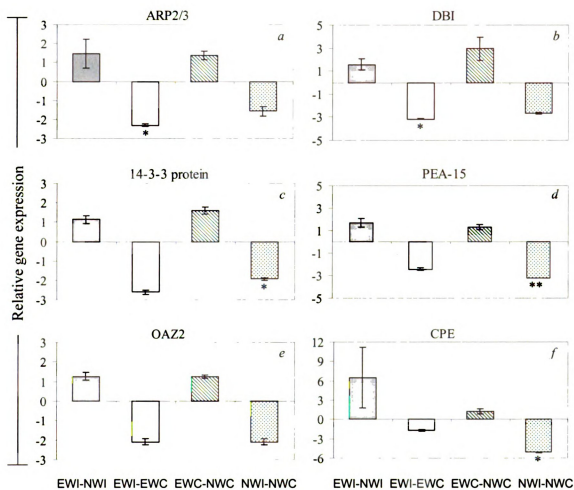 ARP2/3 DBI
3 a 5 b
2 3
1 1
0 -1
-1 -3
-2 * *
-3 -5
14-3-3 protein PEA-15
3 c 5 d
2 3
1 1
0 -1
-1 -3
-2 * **
-3 -5
OAZ2 CPE
3 e 12 f
2 9
1 6
0 3
-1 0
-2 -3
-3 -6 *
EWI-NWI EWI-EWC EWC-NWC NWI-NWC EWI-NWI EWI-EWC EWC-NWC NWI-NWC
Relative gene expression